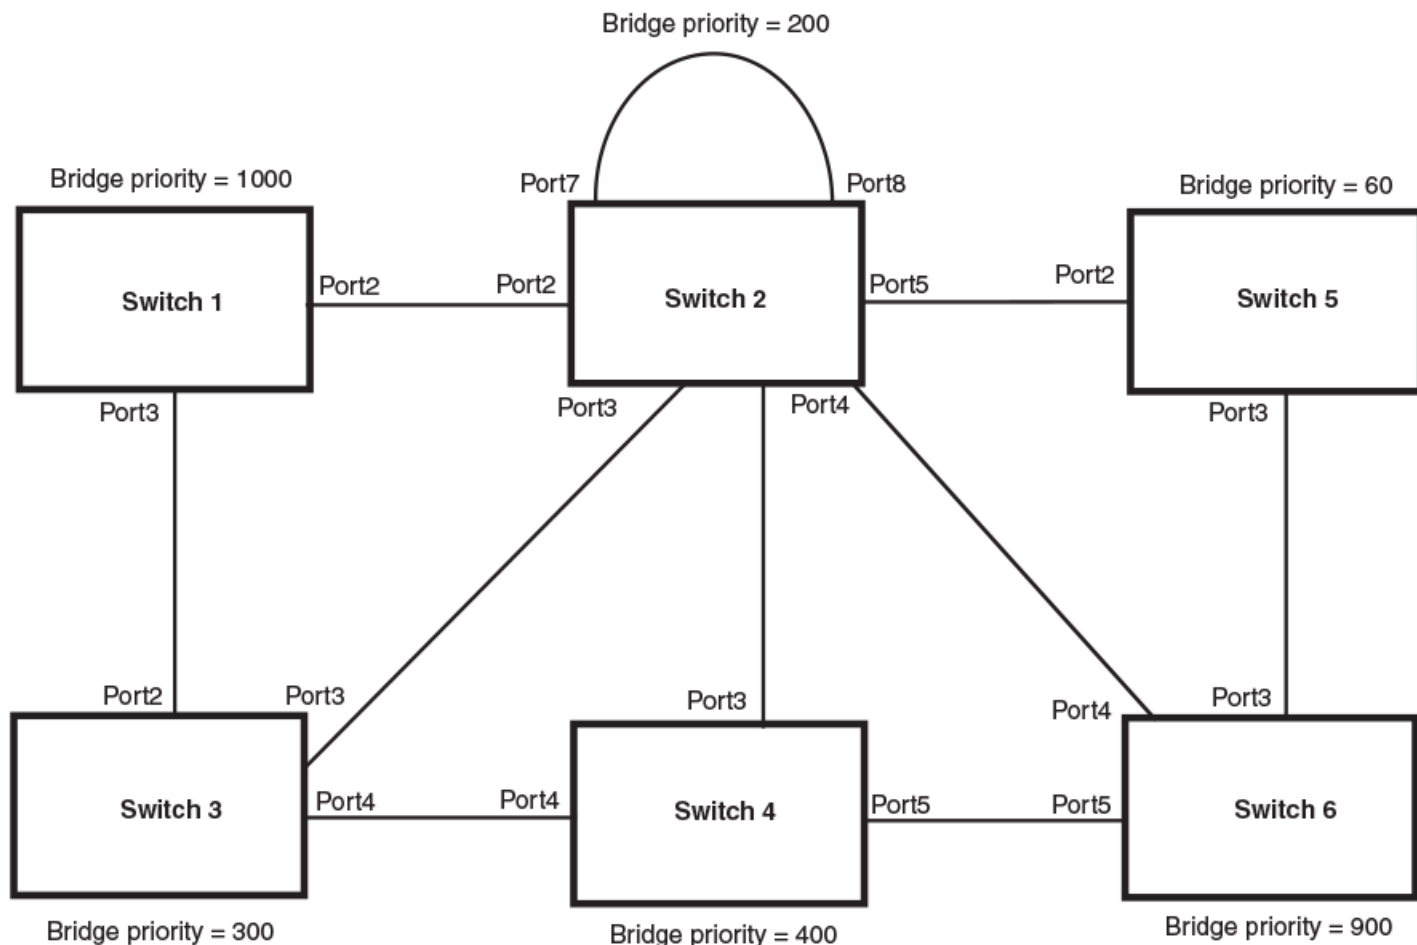 Bridge priority = 200
Bridge priority = 1000
Port7
Port8
Bridge priority = 60
Switch 1
Port2
Port2
Switch 2
Port5
Port2
Switch 5
Port3
Port3
Port4
Port3
Port2
Port3
Port3
Port4
Port3
Switch 3
Port4
Port4
Switch 4
Port5
Port5
Switch 6
Bridge priority = 300
Bridge priority = 400
Bridge priority = 900